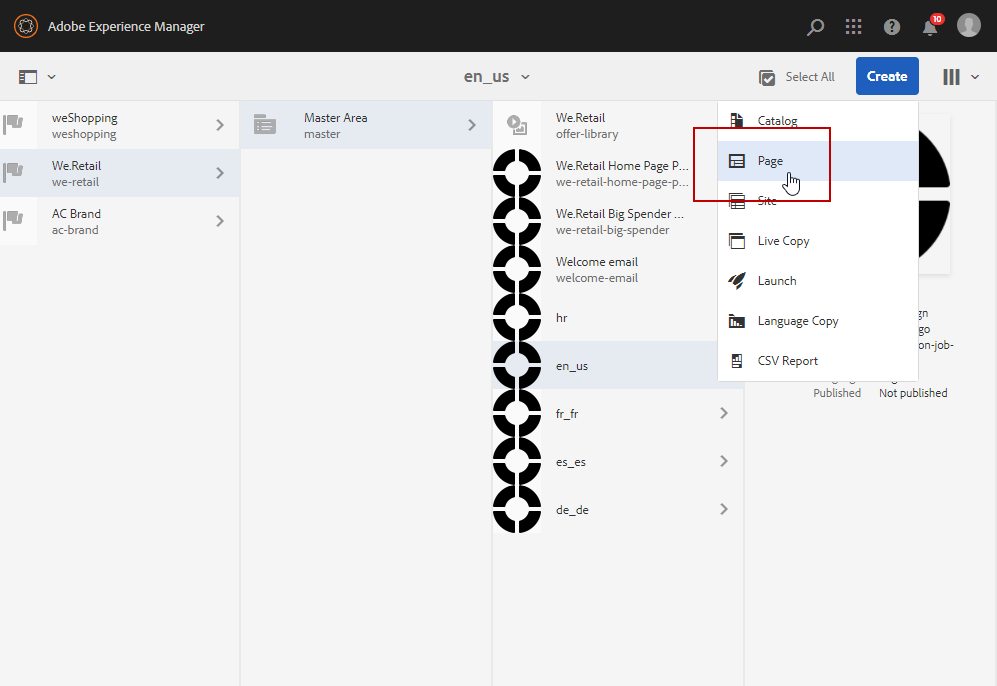 Adobe Experience Manager
10
en_us
Select All
Create
weShopping
weshopping
We.Retail
we-retail
AC Brand
ac-brand
Master Area
master
We.Retail
offer-library
We.Retail Home Page P...
we-retail-home-page-p...
We.Retail Big Spender ...
we-retail-big-spender
Welcome email
welcome-email
hr
en_us
fr_fr
es_es
de_de
Catalog
Page
Site
Live Copy
Launch
Language Copy
CSV Report
gn
go
on-job-
Published
Not published